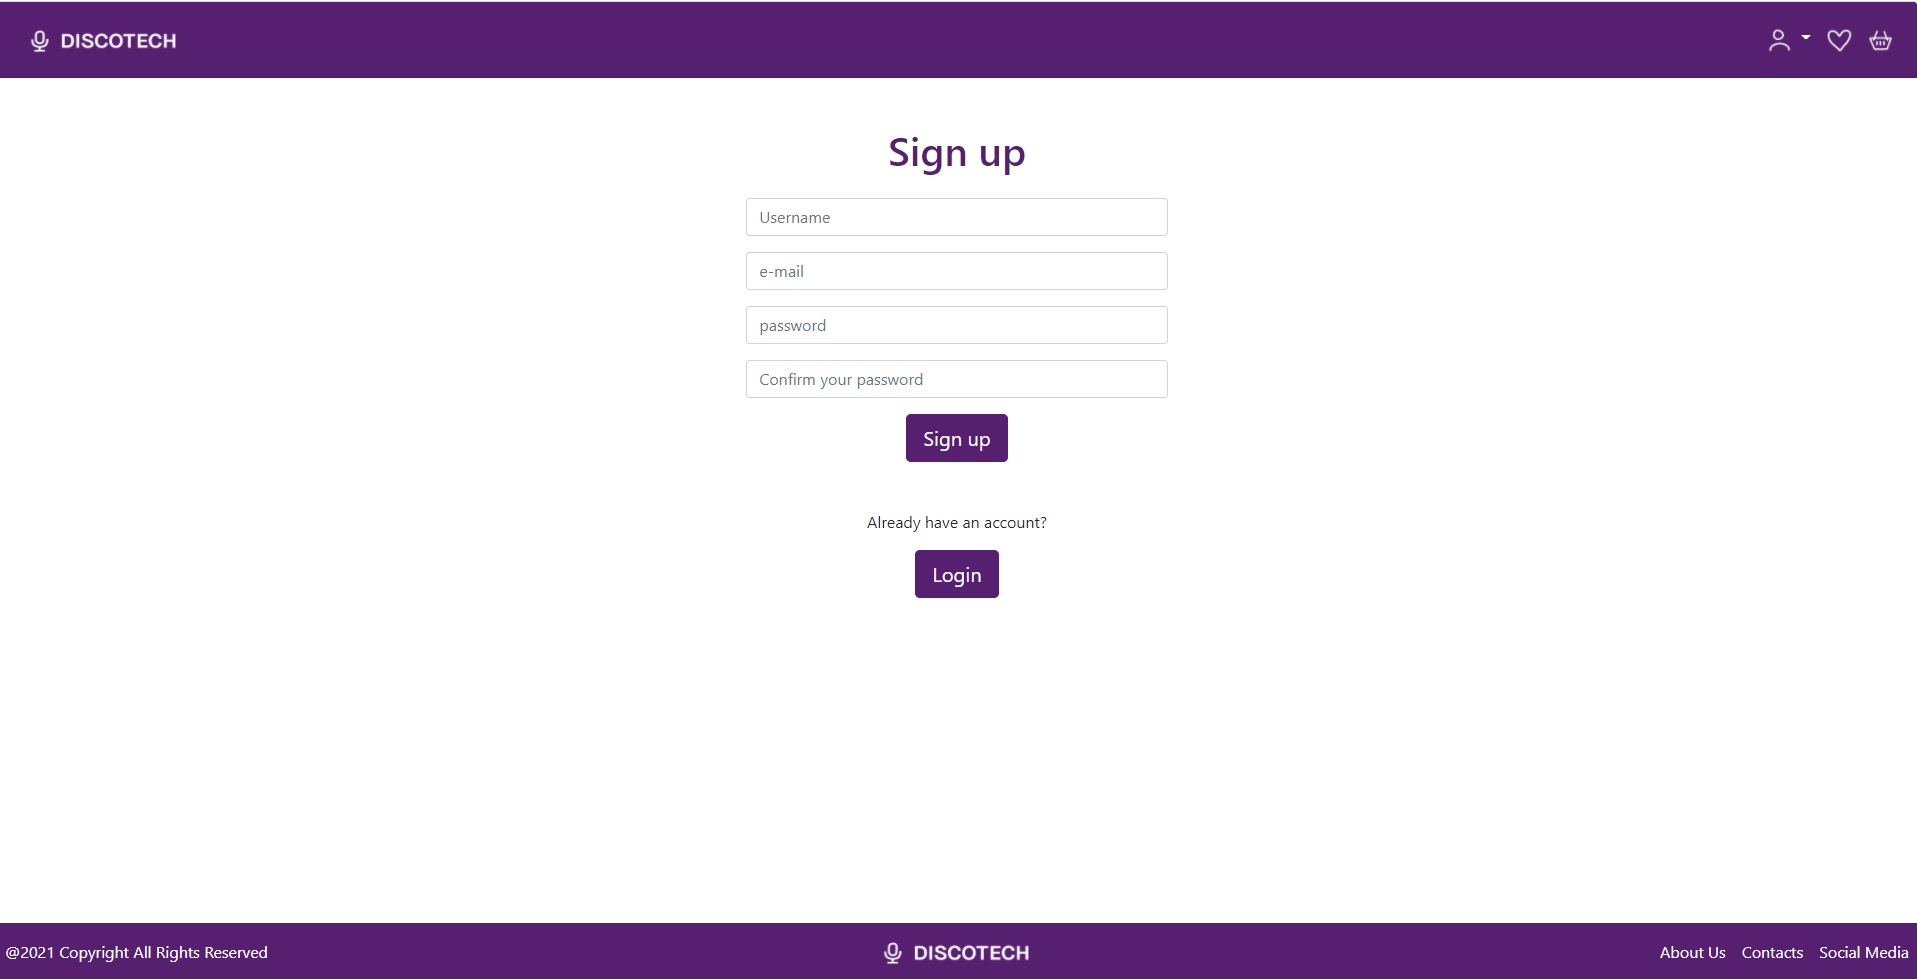 DISCOTECH
Sign up
Username
e-mail
password
Confirm your password
Sign up
Already have an account?
Login
@2021 Copyright All Rights Reserved
DISCOTECH
About Us Contacts Social Media